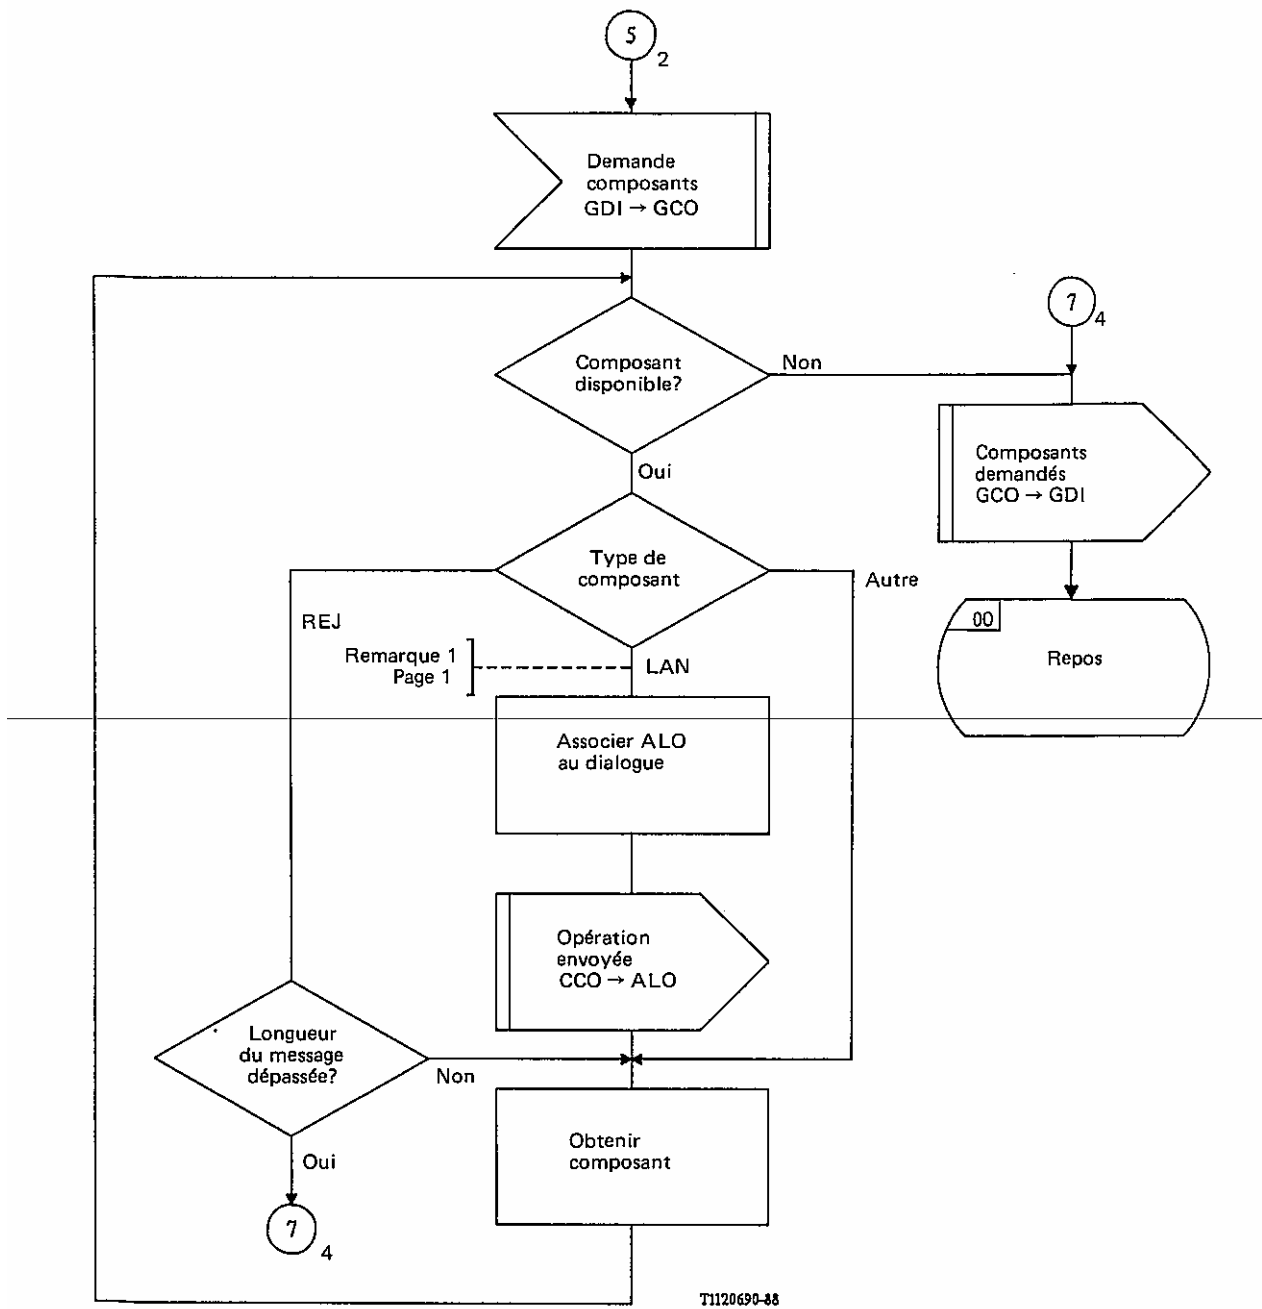 5
2
Demande
composants
GDI → GCO
7
4
Composant
disponible?
Non
Oui
Composants
demandés
GCO → GDI
Type de
composant
Autre
REJ
00
Repos
Remarque 1
Page 1
LAN
Associer ALO
au dialogue
Opération
envoyée
CCO → ALO
Longueur
du message
dépassée?
Non
Oui
Obtenir
composant
7
4
T1120690-88